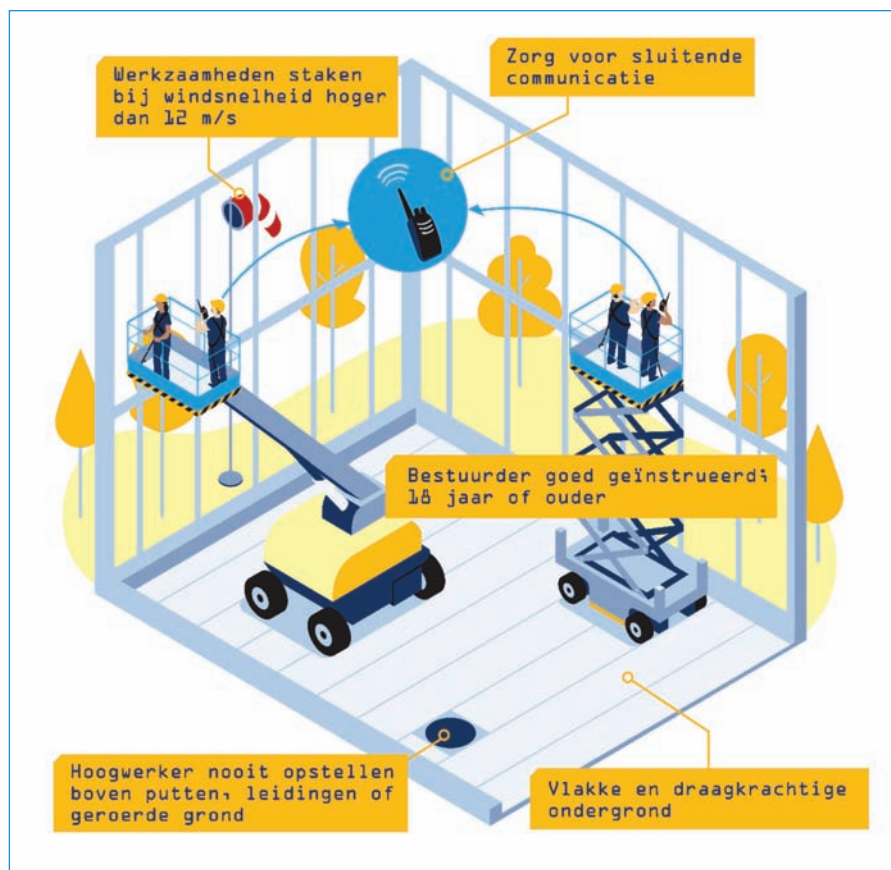 Werkzaamheden staken
bij windsnelheid hoger
dan 12 m/s
Zorg voor sluitende
communicatie
Bestuurder goed geïnstrueerd;
18 jaar of ouder
Hoogwerker nooit opstellen
boven putten, leidingen of
geroerde grond
Vlakke en draagkrachtige
ondergrond